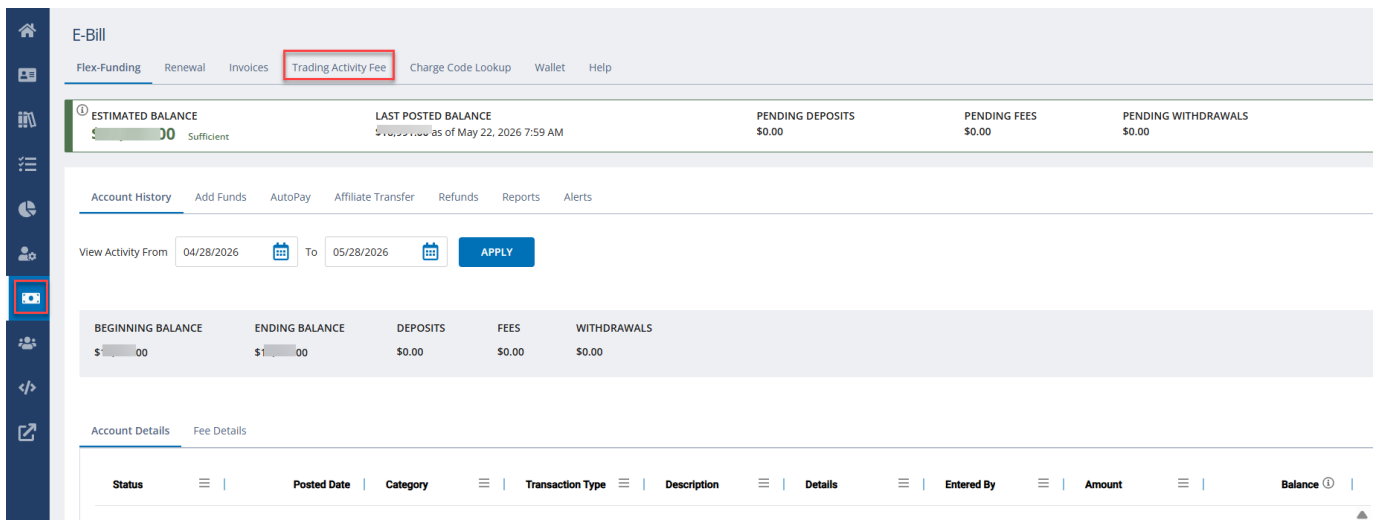 E-Bill
Flex-Funding Renewal Invoices Trading Activity Fee Charge Code Lookup Wallet Help
ESTIMATED BALANCE LAST POSTED BALANCE PENDING DEPOSITS PENDING FEES PENDING WITHDRAWALS
00 Sufficient as of May 22, 2026 7:59 AM $0.00 $0.00 $0.00
Account History Add Funds AutoPay Affiliate Transfer Refunds Reports Alerts
View Activity From 04/28/2026 To 05/28/2026 APPLY
BEGINNING BALANCE ENDING BALANCE DEPOSITS FEES WITHDRAWALS
00 00 $0.00 $0.00 $0.00
Account Details Fee Details
Status Posted Date Category Transaction Type Description Details Entered By Amount Balance